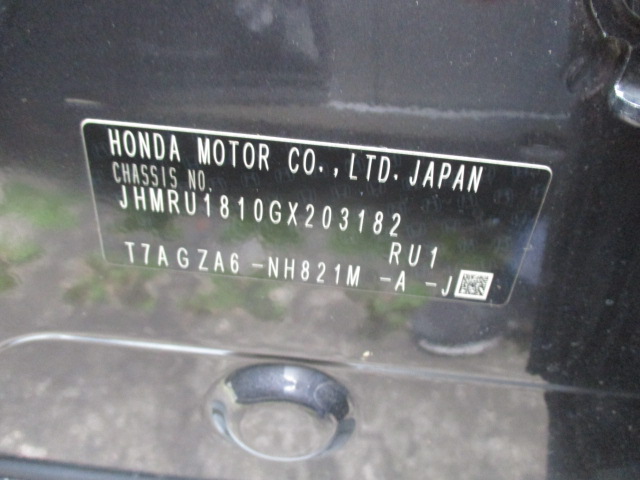 HONDA MOTOR CO., LTD. JAPAN
CHASSIS NO.
JHMRU1810GX203182
RU1
T7AGZA6 -NH821M -A -J